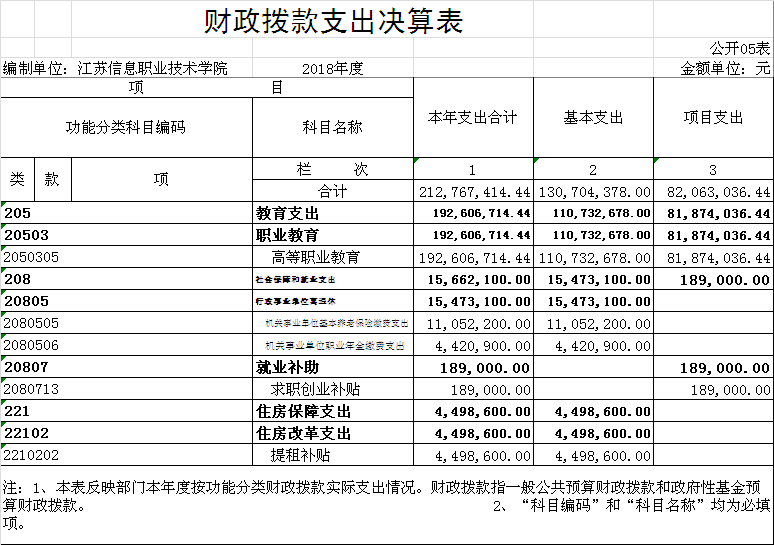 财政拨款支出决算表
公开05表
编制单位：江苏信息职业技术学院 2018年度 金额单位：元
项 目 本年支出合计 基本支出 项目支出
功能分类科目编码 科目名称
类 款 项 栏 次 1 2 3
合计 212,767,414.44 130,704,378.00 82,063,036.44
205 教育支出 192,606,714.44 110,732,678.00 81,874,036.44
20503 职业教育 192,606,714.44 110,732,678.00 81,874,036.44
2050305 高等职业教育 192,606,714.44 110,732,678.00 81,874,036.44
208 社会保障和就业支出 15,662,100.00 15,473,100.00 189,000.00
20805 行政事业单位离退休 15,473,100.00 15,473,100.00
2080505 机关事业单位基本养老保险缴费支出 11,052,200.00 11,052,200.00
2080506 机关事业单位职业年金缴费支出 4,420,900.00 4,420,900.00
20807 就业补助 189,000.00 189,000.00
2080713 求职创业补贴 189,000.00 189,000.00
221 住房保障支出 4,498,600.00 4,498,600.00
22102 住房改革支出 4,498,600.00 4,498,600.00
2210202 提租补贴 4,498,600.00 4,498,600.00
注：1、本表反映部门本年度按功能分类财政拨款实际支出情况。财政拨款指一般公共预算财政拨款和政府性基金预
算财政拨款。 2、“科目编码”和“科目名称”均为必填
项。